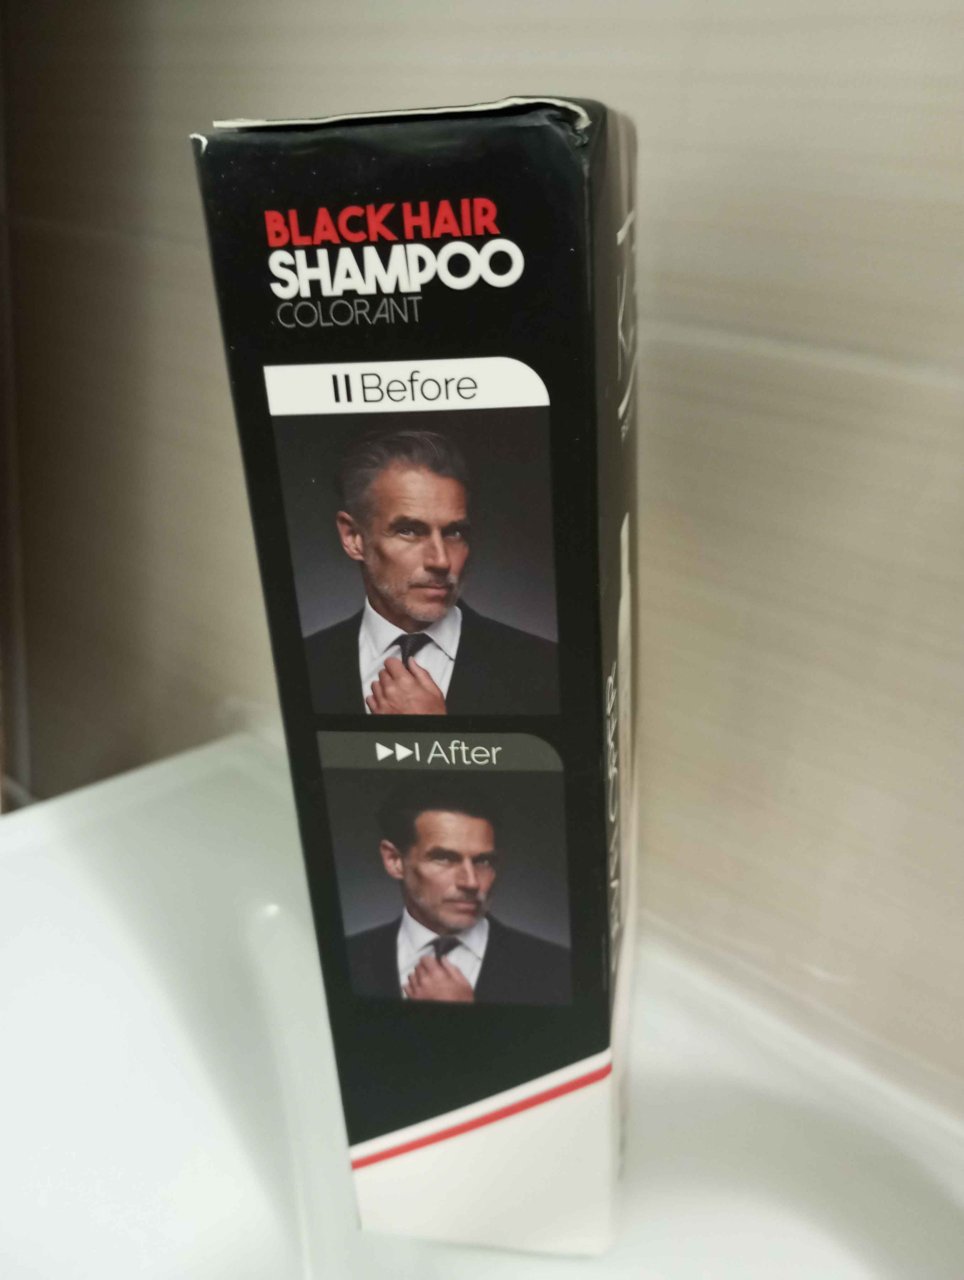 BLACK HAIR
SHAMPOO
COLORANT
Before
After